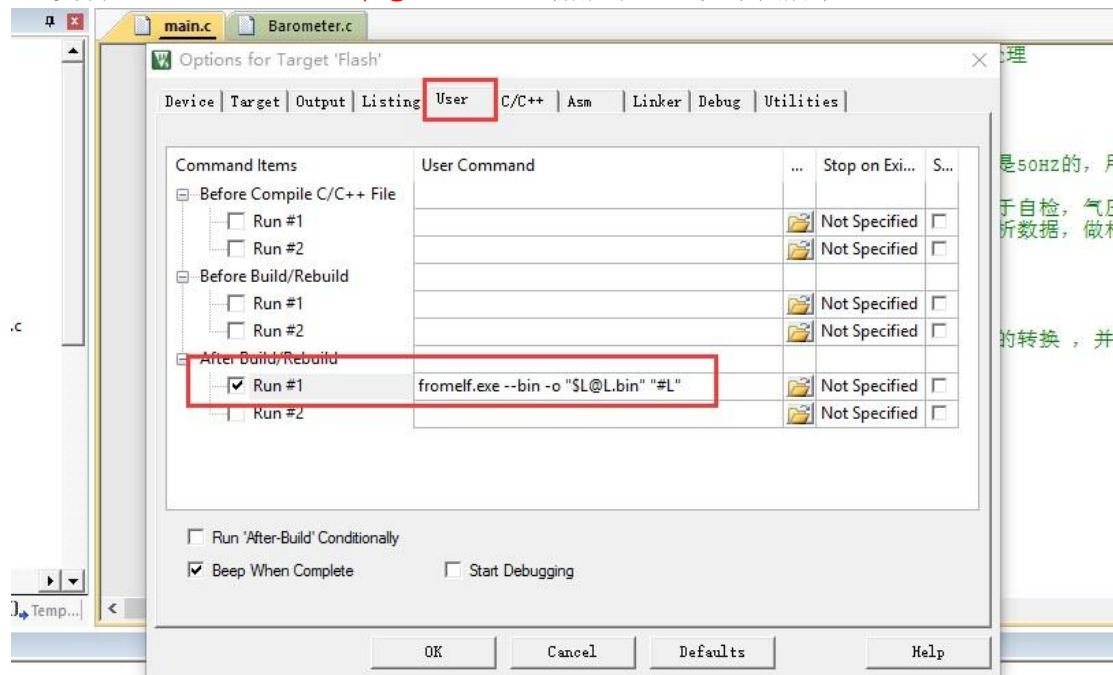 main.c Barometer.c
Options for Target 'Flash'
理
Device Target Output Listing User C/C++ Asm Linker Debug Utilities
Command Items User Command ... Stop on Exi... S...
是50HZ的,
Before Compile C/C++ File
Run #1 Not Specified
于自检, 气压
Run #2 Not Specified
析数据, 做相
Before Build/Rebuild
Run #1 Not Specified
.c
Run #2 Not Specified
的转换 , 并
After Build/Rebuild
Run #1 fromelf.exe --bin -o "$L@L.bin" "#L" Not Specified
Run #2 Not Specified
Run 'After-Build' Conditionally
Beep When Complete Start Debugging
Temp...
OK Cancel Defaults Help